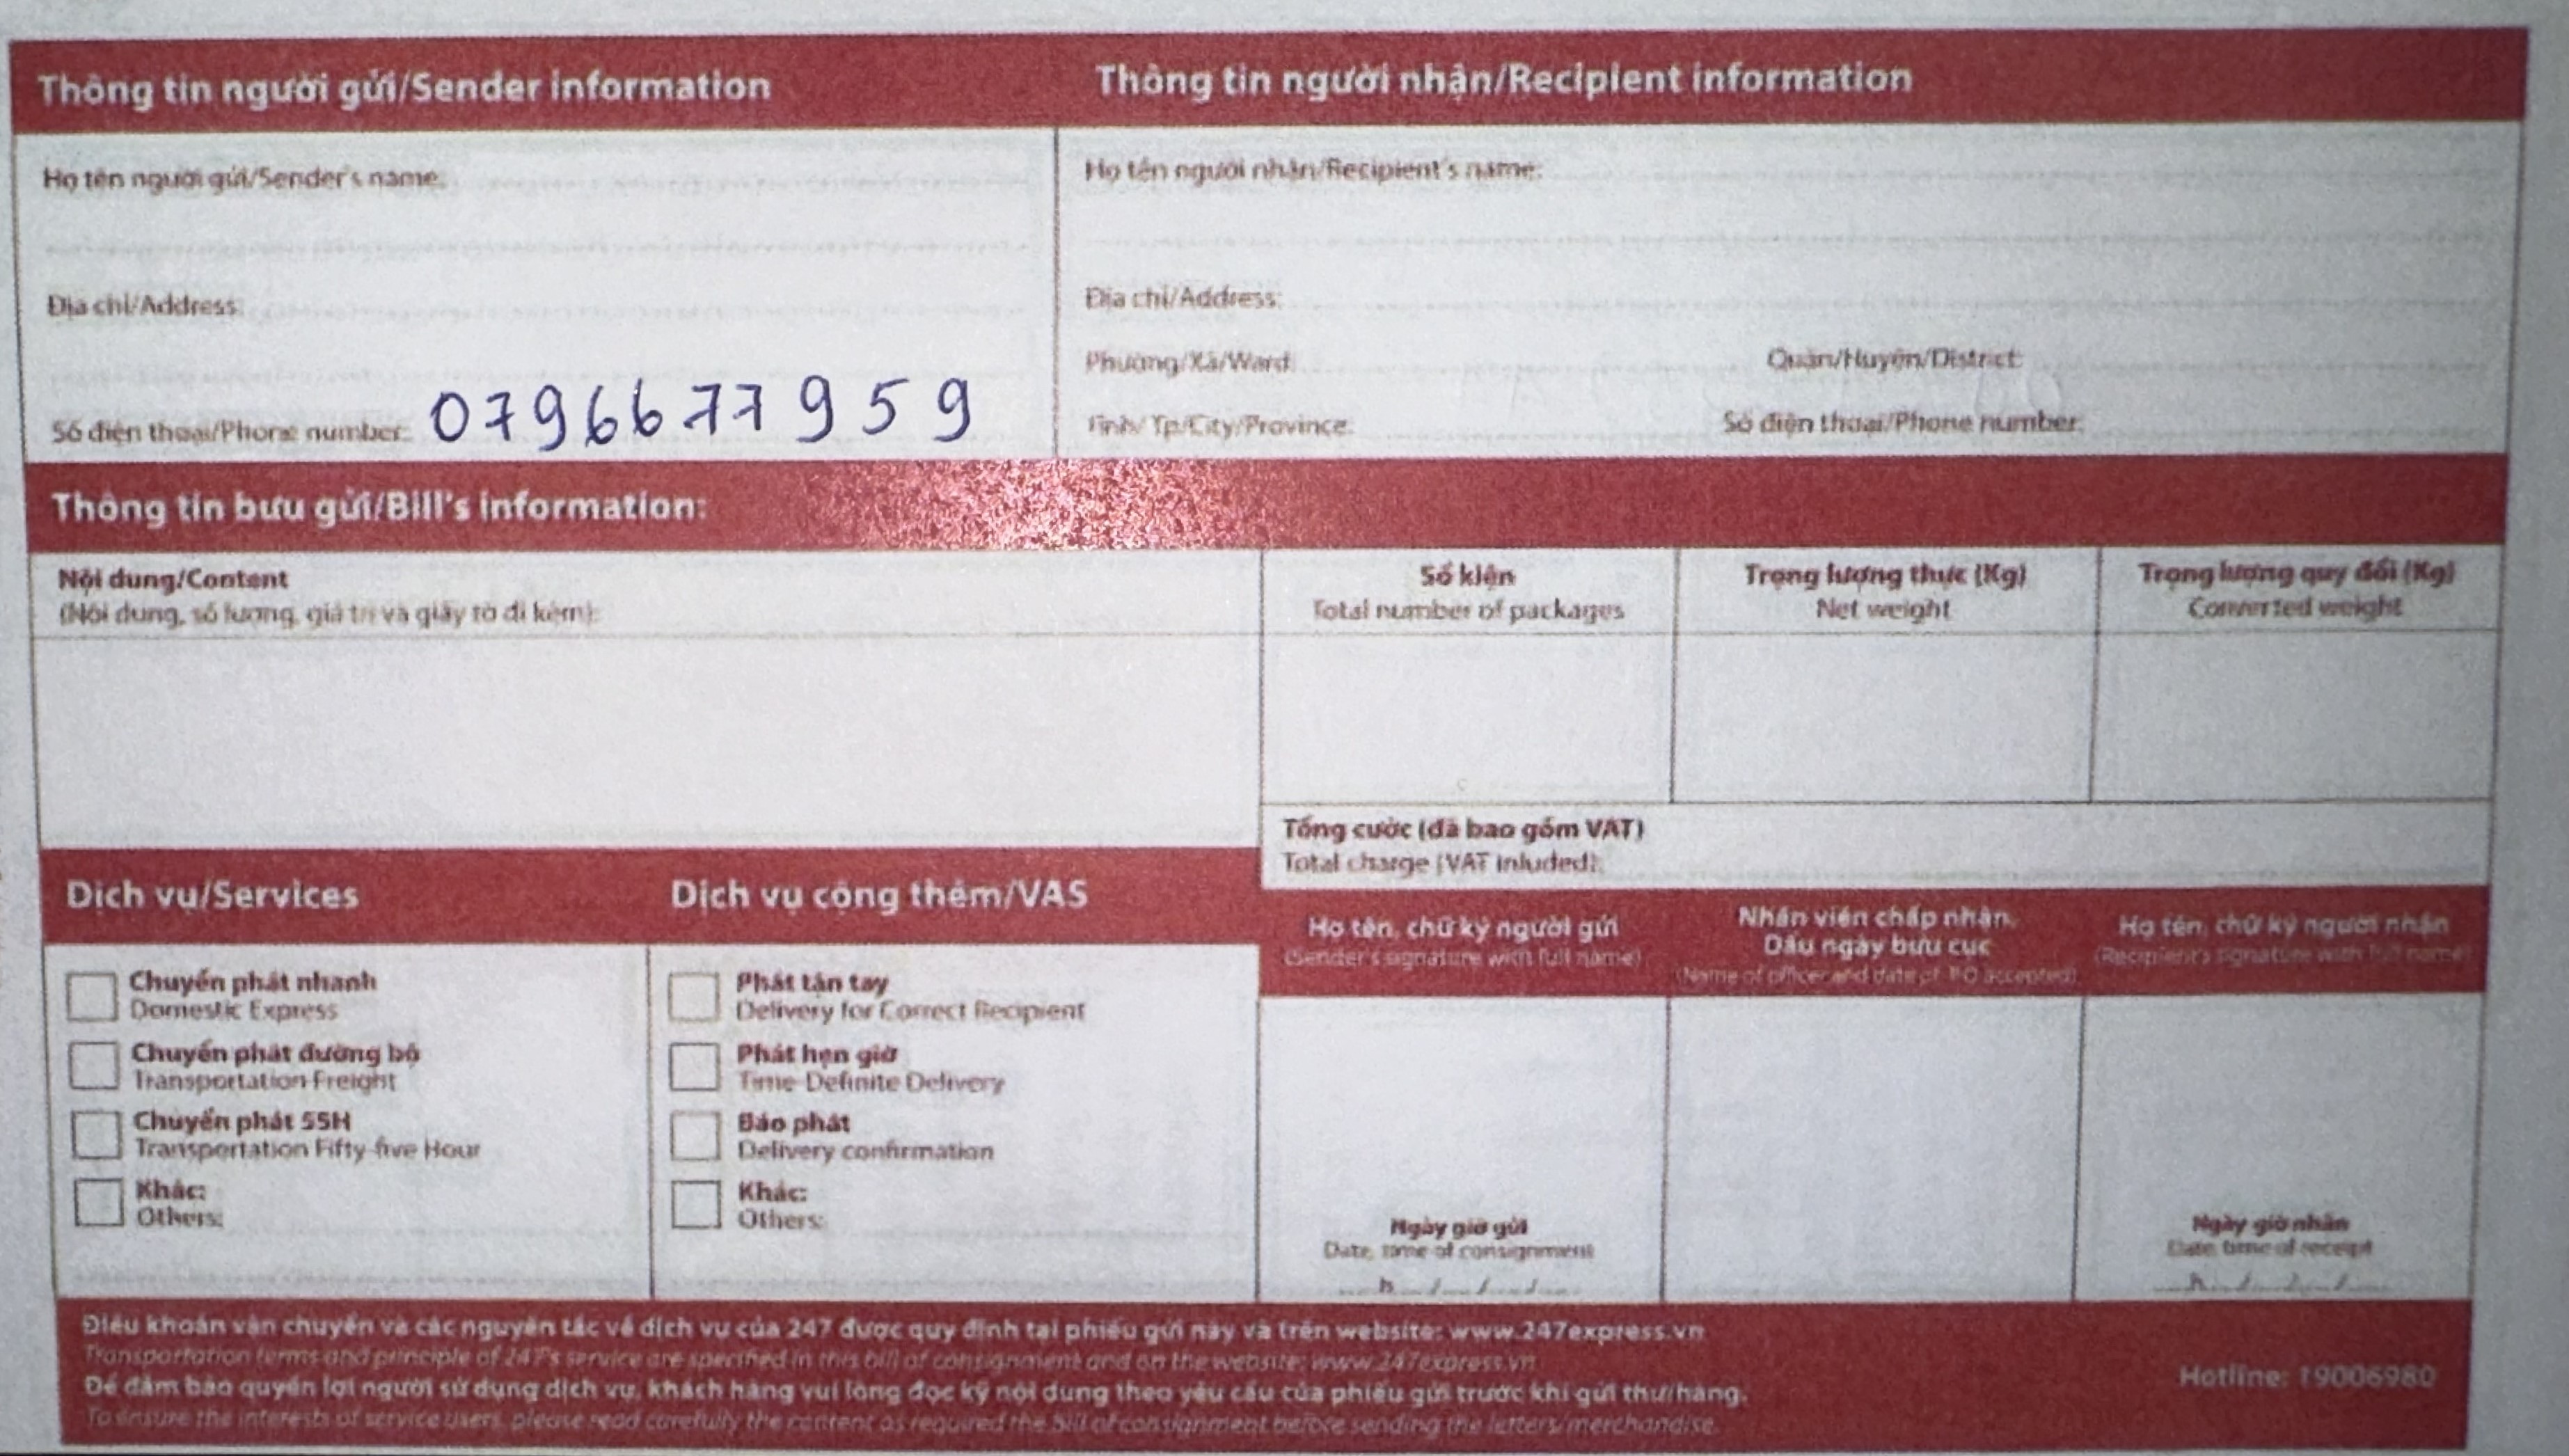 Thông tin người gửi/Sender information
Thông tin người nhận/Recipient information
Họ tên người gửi/Sender's name:
Địa chỉ/Address:
Số điện thoại/Phone number: 0796677959
Họ tên người nhận/Recipient's name:
Địa chỉ/Address:
Phường/Xã/Ward:
Quận/Huyện/District:
Tỉnh/Tp/City/Province:
Số điện thoại/Phone number:
Thông tin bưu gửi/Bill's information:
Nội dung/Content
(Nội dung, số lượng, giá trị và giấy tờ đi kèm):
Số kiện
Total number of packages
Trọng lượng thực (Kg)
Net weight
Trọng lượng quy đổi (Kg)
Converted weight
Tổng cước (đã bao gồm VAT)
Total charge (VAT inluded):
Dịch vụ/Services
Chuyển phát nhanh
Domestic Express
Chuyển phát đường bộ
Transportation Freight
Chuyển phát 55H
Transportation Fifty-five Hour
Khác:
Others:
Dịch vụ cộng thêm/VAS
Phát tận tay
Delivery for Correct Recipient
Phát hẹn giờ
Time-Definite Delivery
Báo phát
Delivery confirmation
Khác:
Others:
Họ tên, chữ ký người gửi
(Sender's signature with full name)
Ngày giờ gửi
Date, time of consignment
h / / /
Nhân viên chấp nhận,
Dấu ngày bưu cục
(Name of officer and date of PO accepted)
Họ tên, chữ ký người nhận
(Recipient's signature with full name)
Ngày giờ nhận
Date, time of receipt
h / / /
Điều khoản vận chuyển và các nguyên tắc về dịch vụ của 247 được quy định tại phiếu gửi này và trên website: www.247express.vn
Transportation terms and principle of 247's service are specified in this bill of consignment and on the website: www.247express.vn
Để đảm bảo quyền lợi người sử dụng dịch vụ, khách hàng vui lòng đọc kỹ nội dung theo yêu cầu của phiếu gửi trước khi gửi thư/hàng.
To ensure the interests of service users, please read carefully the content as required the Bill of consignment before sending the letters/merchandise.
Hotline: 19006980